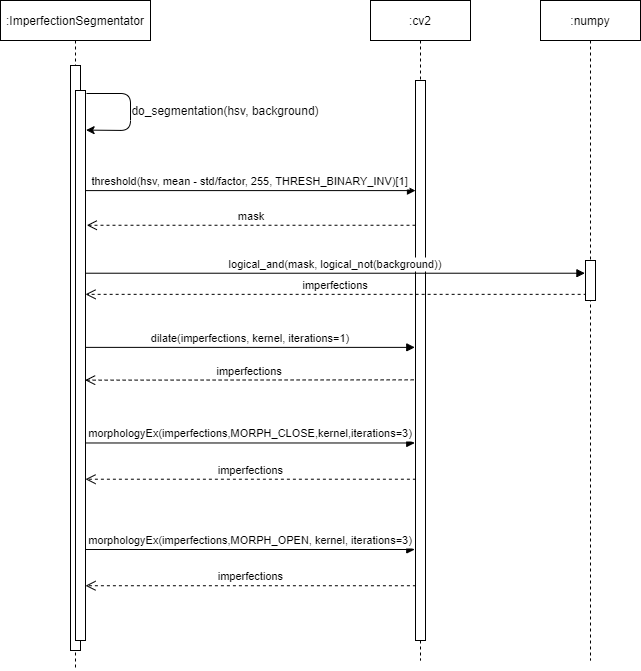 :ImperfectionSegmentator
:cv2
:numpy
do_segmentation(hsv, background)
threshold(hsv, mean - std/factor, 255, THRESH_BINARY_INV)[1]
mask
logical_and(mask, logical_not(background))
imperfections
dilate(imperfections, kernel, iterations=1)
imperfections
morphologyEx(imperfections,MORPH_CLOSE,kernel,iterations=3)
imperfections
morphologyEx(imperfections,MORPH_OPEN, kernel, iterations=3)
imperfections